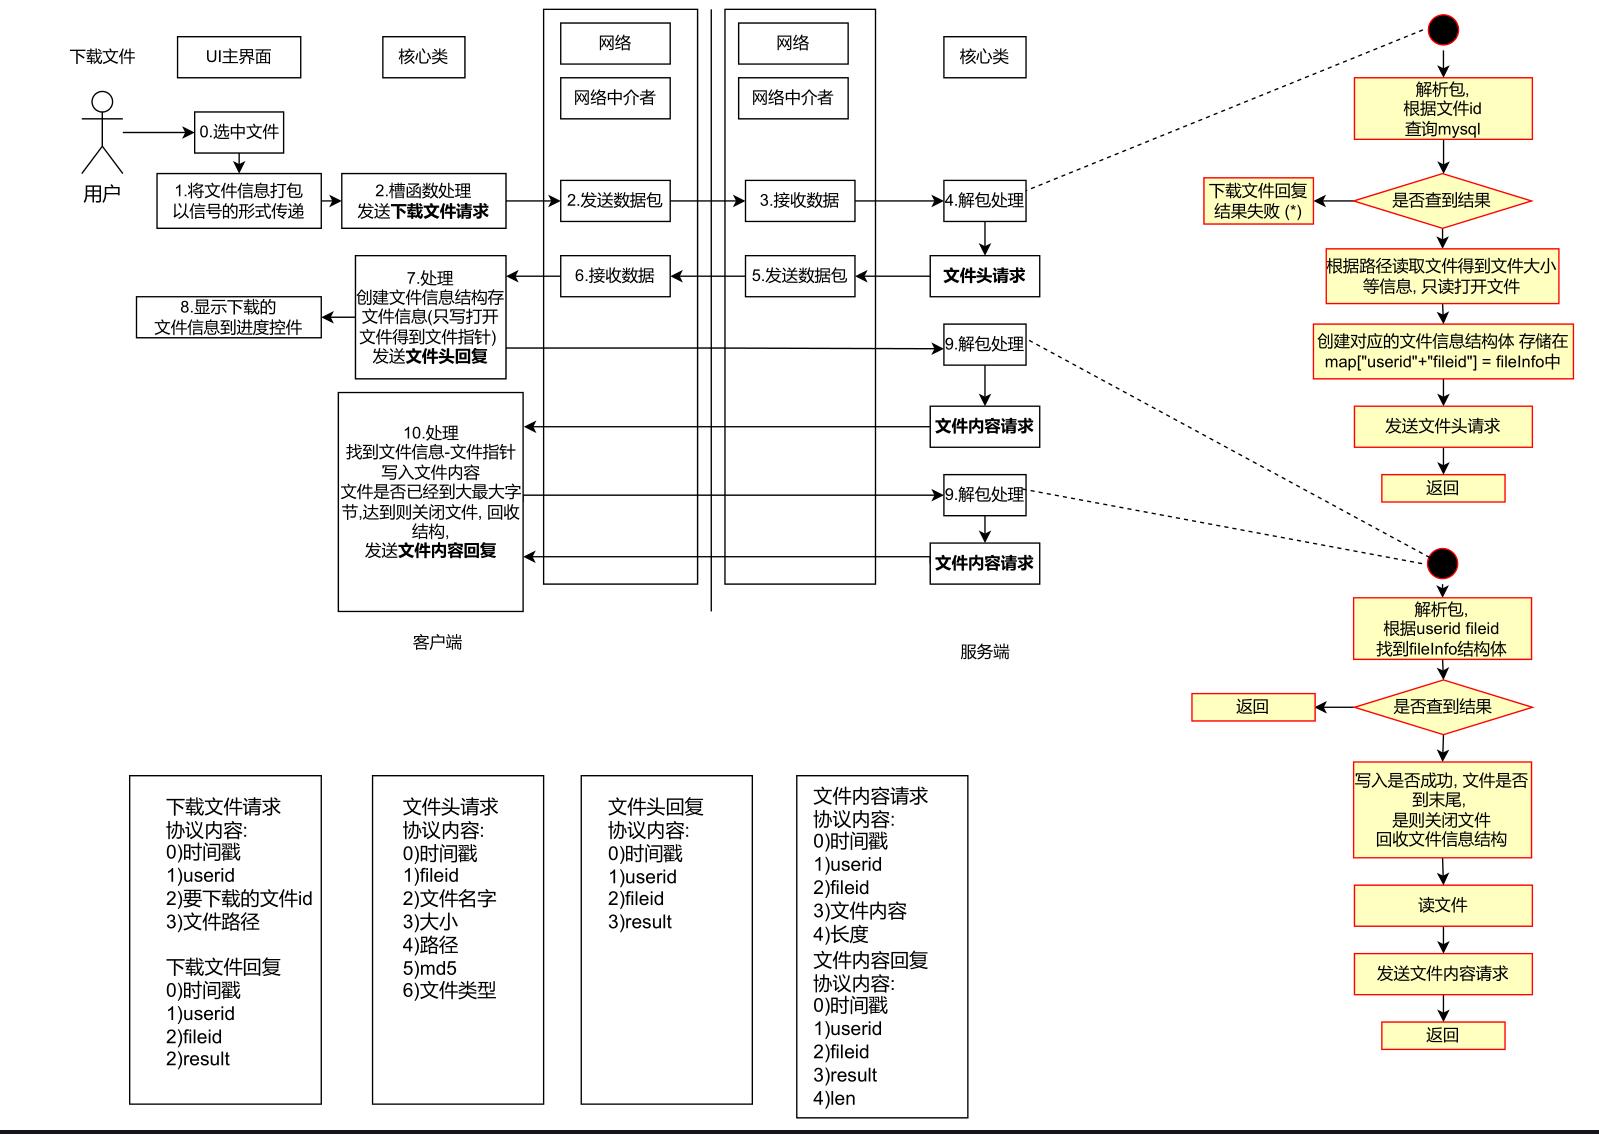 下载文件
UI主界面
核心类
网络
网络中介者
网络
网络中介者
核心类
用户
0.选中文件
1.将文件信息打包
以信号的形式传递
2.槽函数处理
发送下载文件请求
2.发送数据包
3.接收数据
4.解包处理
文件头请求
5.发送数据包
6.接收数据
7.处理
创建文件信息结构存
文件信息(只写打开
文件得到文件指针)
发送文件头回复
8.显示下载的
文件信息到进度控件
9.解包处理
文件内容请求
10.处理
找到文件信息-文件指针
写入文件内容
文件是否已经到大最大字
节,达到则关闭文件, 回收
结构,
发送文件内容回复
9.解包处理
文件内容请求
客户端
服务端
解析包,
根据文件id
查询mysql
是否查到结果
下载文件回复
结果失败 (*)
根据路径读取文件得到文件大小
等信息, 只读打开文件
创建对应的文件信息结构体 存储在
map["userid"+"fileid"] = fileInfo中
发送文件头请求
返回
解析包,
根据userid fileid
找到fileInfo结构体
是否查到结果
返回
写入是否成功, 文件是否
到末尾,
是则关闭文件
回收文件信息结构
读文件
发送文件内容请求
返回
下载文件请求
协议内容:
0)时间戳
1)userid
2)要下载的文件id
3)文件路径
下载文件回复
0)时间戳
1)userid
2)fileid
2)result
文件头请求
协议内容:
0)时间戳
1)fileid
2)文件名字
3)大小
4)路径
5)md5
6)文件类型
文件头回复
协议内容:
0)时间戳
1)userid
2)fileid
3)result
文件内容请求
协议内容:
0)时间戳
1)userid
2)fileid
3)文件内容
4)长度
文件内容回复
协议内容:
0)时间戳
1)userid
2)fileid
3)result
4)len